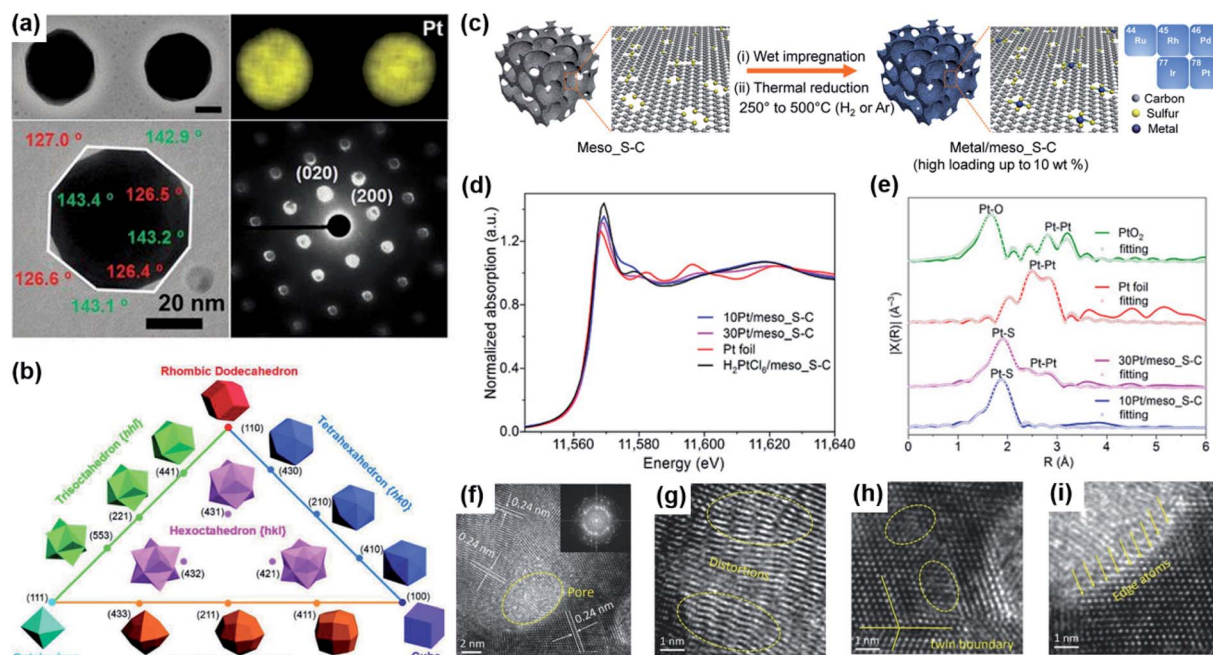 (a)
Pt
127.0 °
142.9 °
143.4 °
126.5 °
143.2 °
126.6 °
126.4 °
143.1 °
20 nm
(020)
(200)
(b)
Rhombic Dodecahedron
(110)
Trisoctahedron {hhl}
Tetrahexahedron {hk0}
(441)
(430)
(221)
(431)
(210)
Hexoctahedron {hkl}
(553)
(410)
(432)
(421)
(111)
(100)
(433)
(211)
(411)
(c)
(i) Wet impregnation
(ii) Thermal reduction
250° to 500°C (H₂ or Ar)
Meso_S-C
Metal/meso_S-C
(high loading up to 10 wt %)
44 Ru
45 Rh
46 Pd
77 Ir
78 Pt
Carbon
Sulfur
Metal
(d)
Normalized absorption (a.u.)
1.2
0.8
0.4
0.0
10Pt/meso_S-C
30Pt/meso_S-C
Pt foil
H₂PtCl₆/meso_S-C
11,560
11,580
11,600
11,620
11,640
Energy (eV)
(e)
|X(R)| (Å⁻³)
Pt-O
Pt-Pt
PtO₂
fitting
Pt-Pt
Pt foil
fitting
Pt-S
Pt-Pt
30Pt/meso_S-C
fitting
Pt-S
10Pt/meso_S-C
fitting
0
1
2
3
4
5
6
R (Å)
(f)
0.24 nm
0.24 nm
Pore
0.24 nm
2 nm
(g)
Distortions
1 nm
(h)
1 nm
twin boundary
(i)
Edge atoms
1 nm